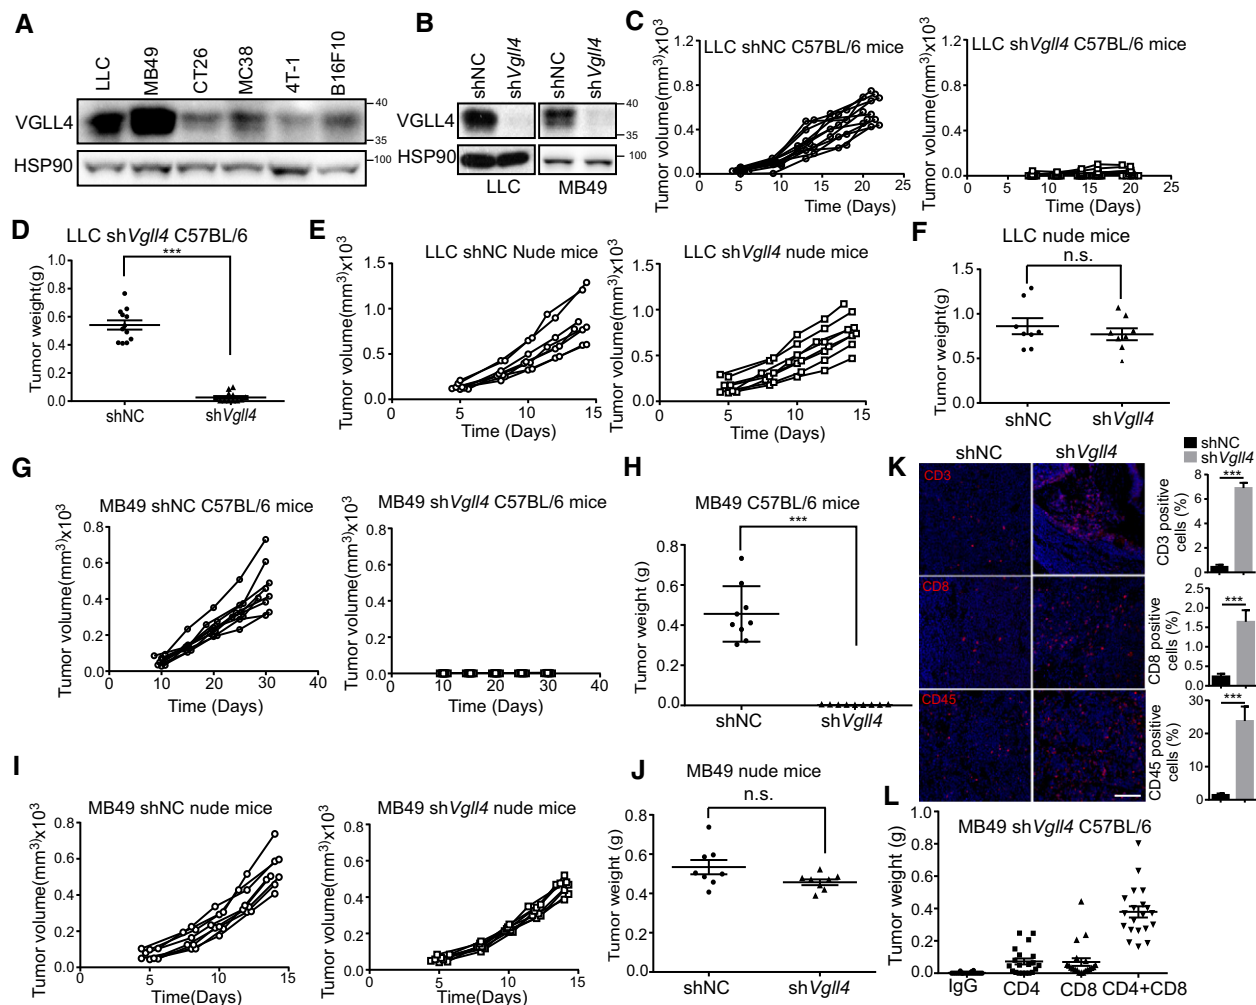 A
LLC
MB49
CT26
MC38
4T-1
B16F10
VGLL4
HSP90
40
35
100
B
shNC
shVgll4
shNC
shVgll4
VGLL4
HSP90
40
35
100
LLC
MB49
C
LLC shNC C57BL/6 mice
Tumor volume(mm³)x10³
1.2
0.8
0.4
0.0
0 5 10 15 20 25
Time (Days)
LLC shVgll4 C57BL/6 mice
Tumor volume(mm³)x10³
1.2
0.8
0.4
0.0
0 5 10 15 20 25
Time (Days)
D
LLC shVgll4 C57BL/6
***
Tumor weight(g)
1.0
0.8
0.6
0.4
0.2
0.0
shNC shVgll4
E
LLC shNC Nude mice
Tumor volume(mm³)x10³
1.5
1.0
0.5
0
0 5 10 15
Time (Days)
LLC shVgll4 nude mice
Tumor volume(mm³)x10³
1.5
1.0
0.5
0
0 5 10 15
Time (Days)
F
LLC nude mice
n.s.
Tumor weight(g)
1.5
1.0
0.5
0.0
shNC shVgll4
G
MB49 shNC C57BL/6 mice
Tumor volume(mm³)x10³
0.8
0.6
0.4
0.2
0.0
0 10 20 30 40
Time (Days)
MB49 shVgll4 C57BL/6 mice
Tumor volume(mm³)x10³
0.8
0.6
0.4
0.2
0
0 10 20 30 40
Time (Days)
H
MB49 C57BL/6 mice
***
Tumor weight (g)
0.8
0.6
0.4
0.2
0.0
shNC shVgll4
K
shNC shVgll4
CD3
CD8
CD45
shNC
shVgll4
***
CD3 positive
cells (%)
8
6
4
2
0
***
CD8 positive
cells (%)
2.5
2.0
1.5
1.0
0.5
0.0
***
CD45 positive
cells (%)
30
20
10
0
I
MB49 shNC nude mice
Tumor volume(mm³)x10³
0.8
0.6
0.4
0.2
0.0
0 5 10 15
Time(Days)
MB49 shVgll4 nude mice
Tumor volume(mm³)x10³
0.8
0.6
0.4
0.2
0.0
0 5 10 15
Time(Days)
J
MB49 nude mice
n.s.
Tumor weight (g)
0.8
0.6
0.4
0.2
0.0
shNC shVgll4
L
MB49 shVgll4 C57BL/6
Tumor weight (g)
1.0
0.8
0.6
0.4
0.2
0.0
IgG CD4 CD8 CD4+CD8